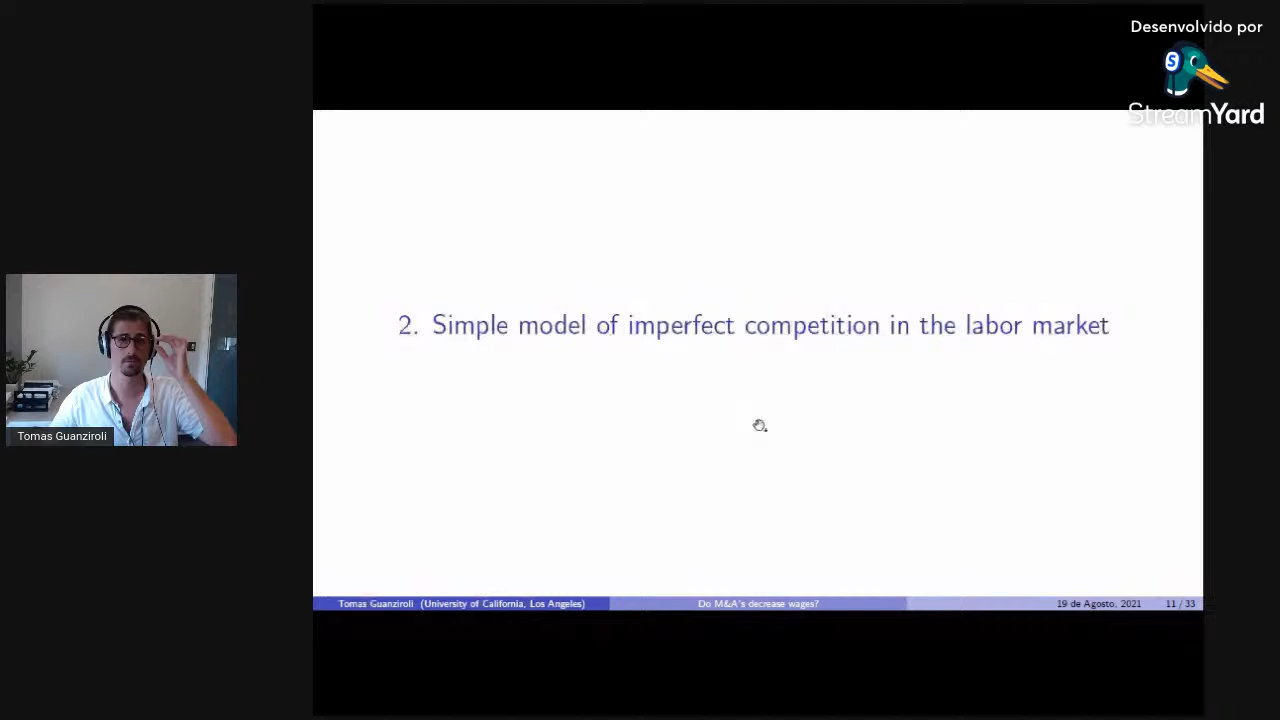 Desenvolvido por
StreamYard
2. Simple model of imperfect competition in the labor market
Tomas Guanziroli
Tomas Guanziroli (University of California, Los Angeles) Do M&A's decrease wages? 19 de Agosto, 2021 11 / 33